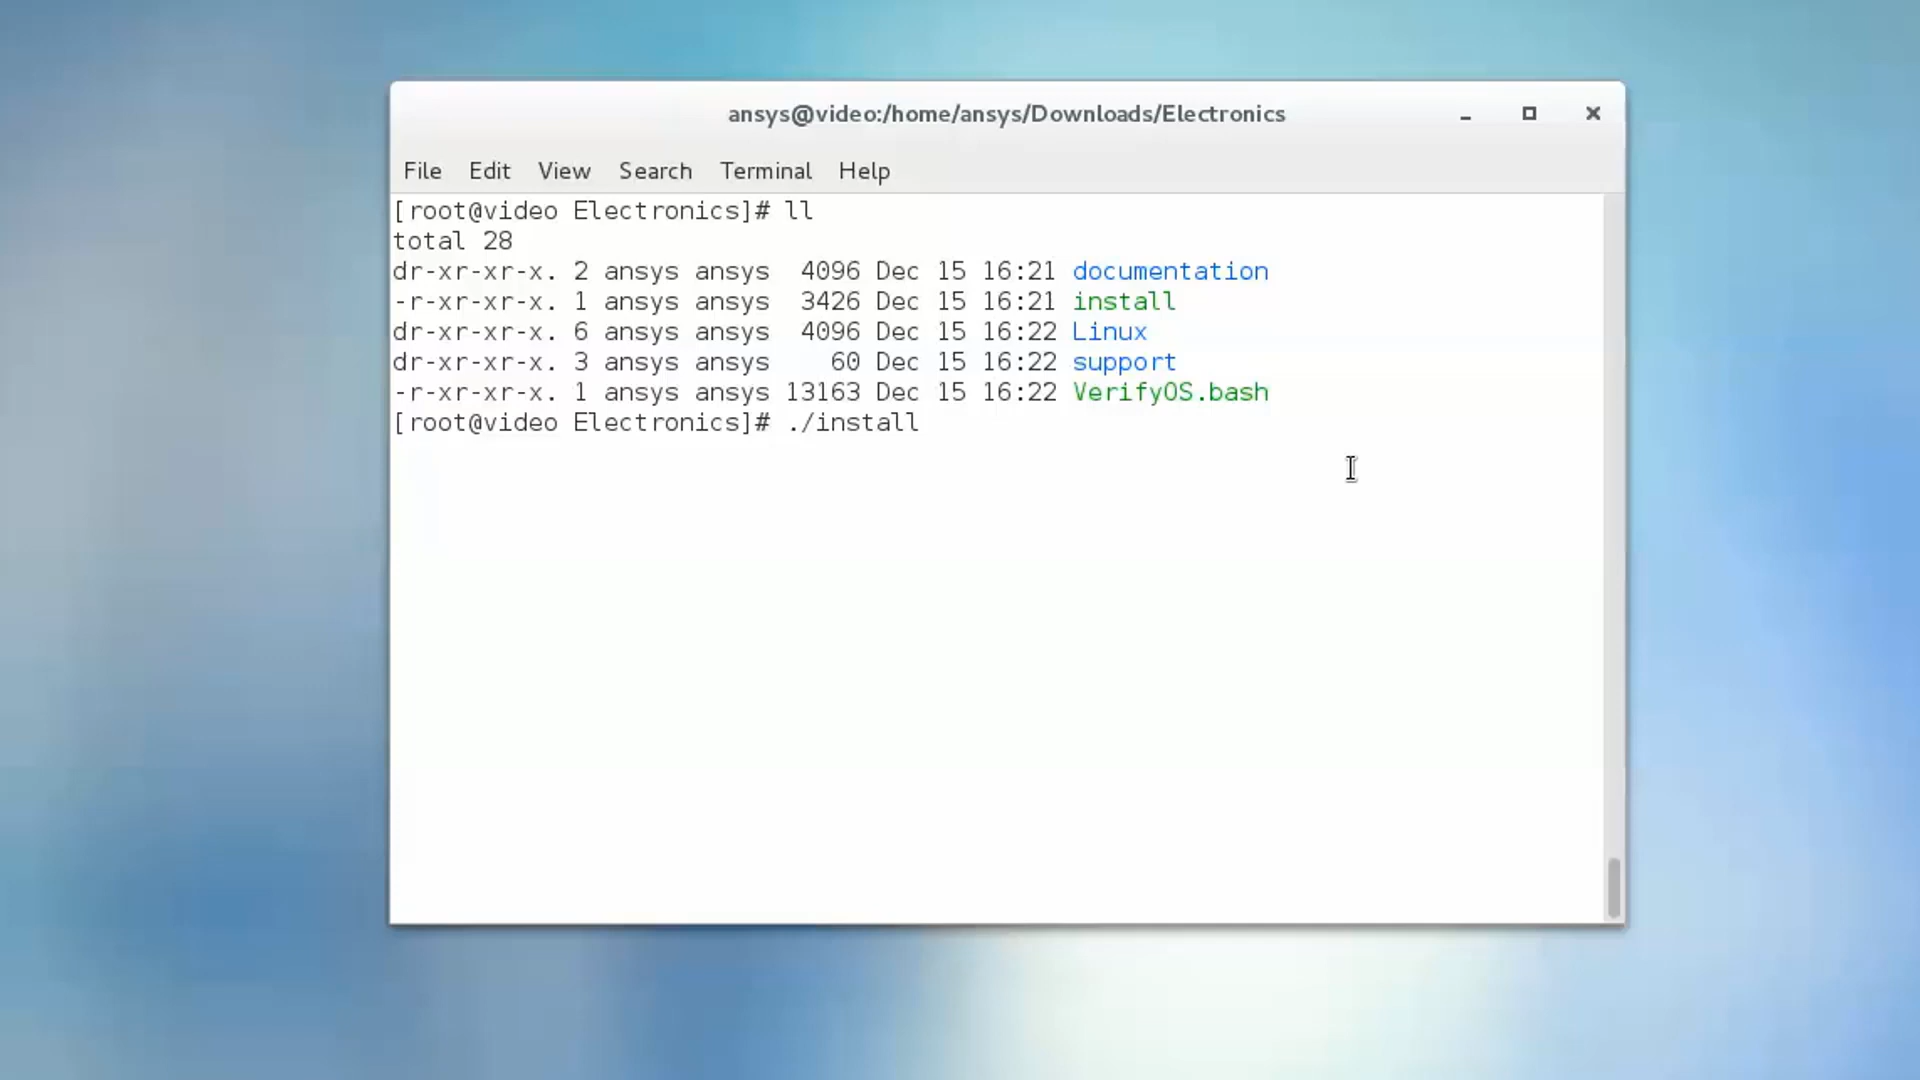 ansys@video:/home/ansys/Downloads/Electronics
File Edit View Search Terminal Help
[root@video Electronics]# ll
total 28
dr-xr-xr-x. 2 ansys ansys  4096 Dec 15 16:21 documentation
-r-xr-xr-x. 1 ansys ansys  3426 Dec 15 16:21 install
dr-xr-xr-x. 6 ansys ansys  4096 Dec 15 16:22 Linux
dr-xr-xr-x. 3 ansys ansys    60 Dec 15 16:22 support
-r-xr-xr-x. 1 ansys ansys 13163 Dec 15 16:22 VerifyOS.bash
[root@video Electronics]# ./install